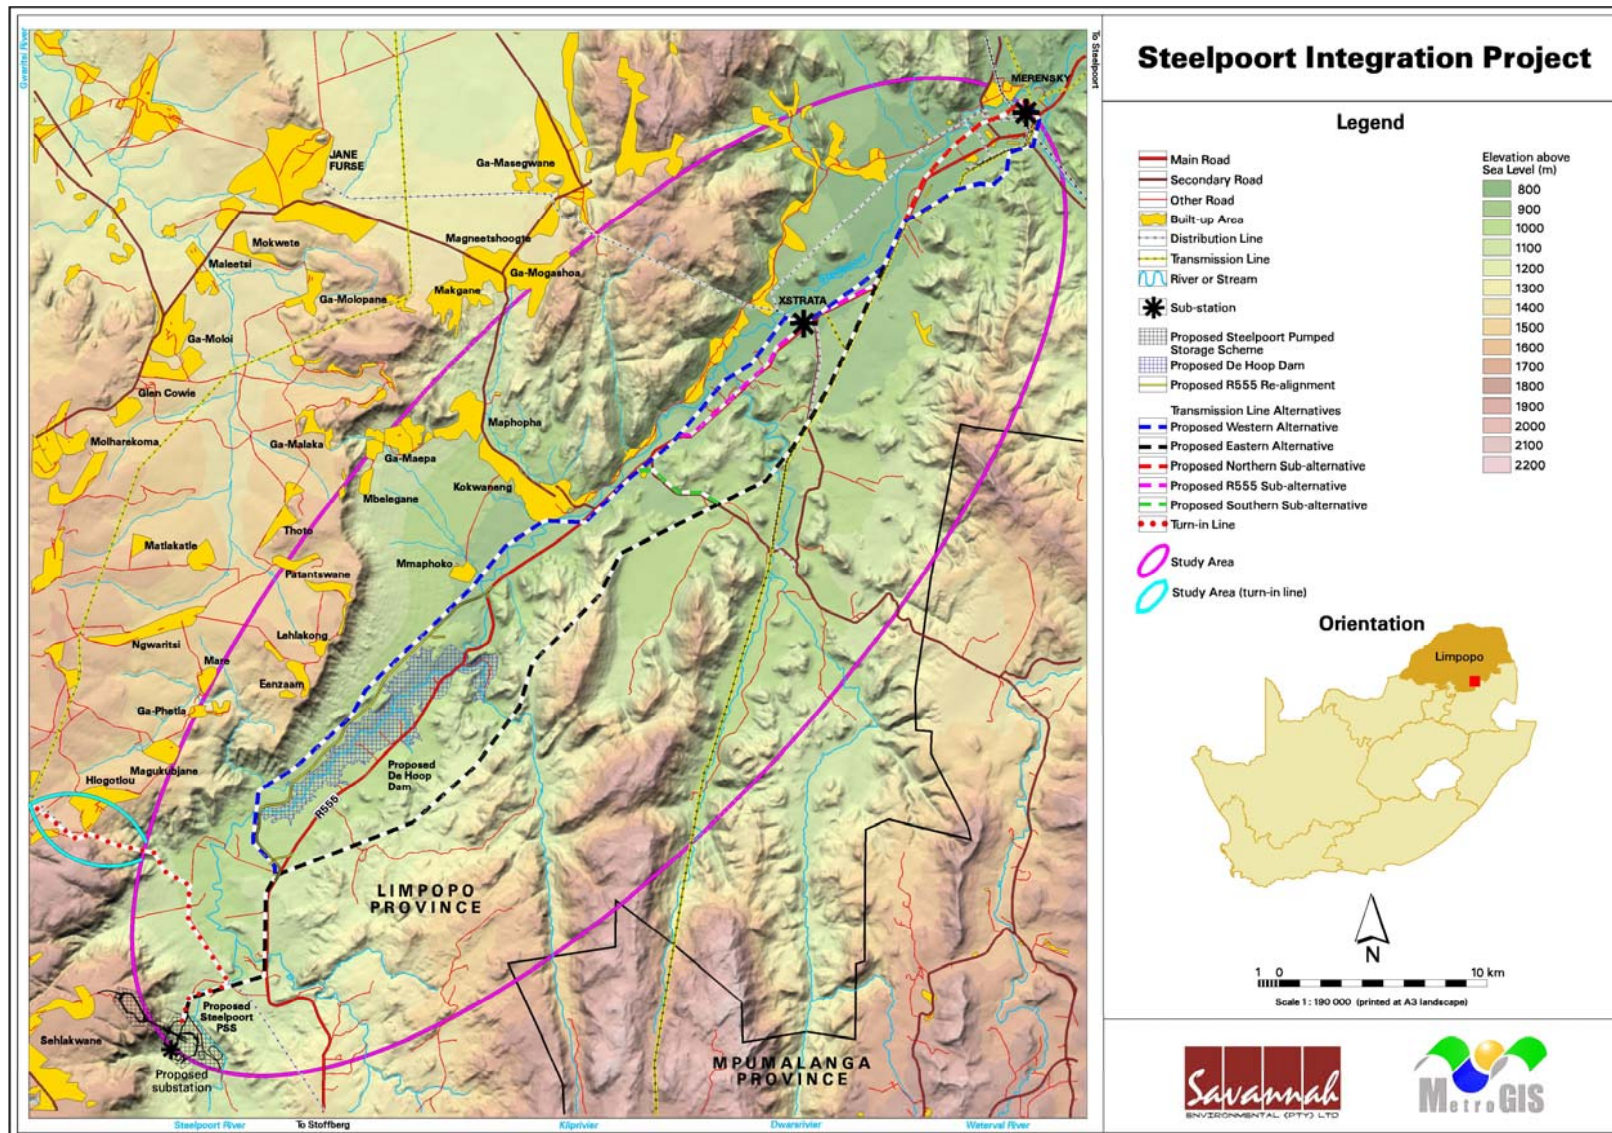 Steelpoort Integration Project
Legend
Main Road
Secondary Road
Other Road
Built-up Area
Distribution Line
Transmission Line
River or Stream
Sub-station
Proposed Steelpoort Pumped
Storage Scheme
Proposed De Hoop Dam
Proposed R555 Re-alignment
Transmission Line Alternatives
Proposed Western Alternative
Proposed Eastern Alternative
Proposed Northern Sub-alternative
Proposed R555 Sub-alternative
Proposed Southern Sub-alternative
Turn-in Line
Study Area
Study Area (turn-in line)
Elevation above
Sea Level (m)
800
900
1000
1100
1200
1300
1400
1500
1600
1700
1800
1900
2000
2100
2200
Orientation
Limpopo
N
1 0 10 km
Scale 1 : 190 000 (printed at A3 landscape)
Savannah
ENVIRONMENTAL (PTY) LTD
MetroGIS
Gwaritsi River
To Steelpoort
MERENSKY
JANE
FURSE
Ga-Masegwane
Mokwete
Magneetshoogte
Maleetsi
Ga-Mogashoa
Ga-Molopane
Makgane
Steelpoort
XSTRATA
Ga-Moloi
Glen Cowie
Maphopha
Molharekoma
Ga-Malaka
Ga-Maepa
Kokwaneng
Mbelegane
Thoto
Matlakatle
Mmaphoko
Patantswane
Lehlakong
Ngwaritsi
Mare
Eenzaam
Ga-Phetla
Magukubjane
Hlogotlou
Proposed
De Hoop
Dam
R555
LIMPOPO
PROVINCE
Proposed
Steelpoort
PSS
Sehlakwane
Proposed
substation
MPUMALANGA
PROVINCE
Steelpoort River
To Stoffberg
Kliprivier
Dwarsrivier
Waterval River